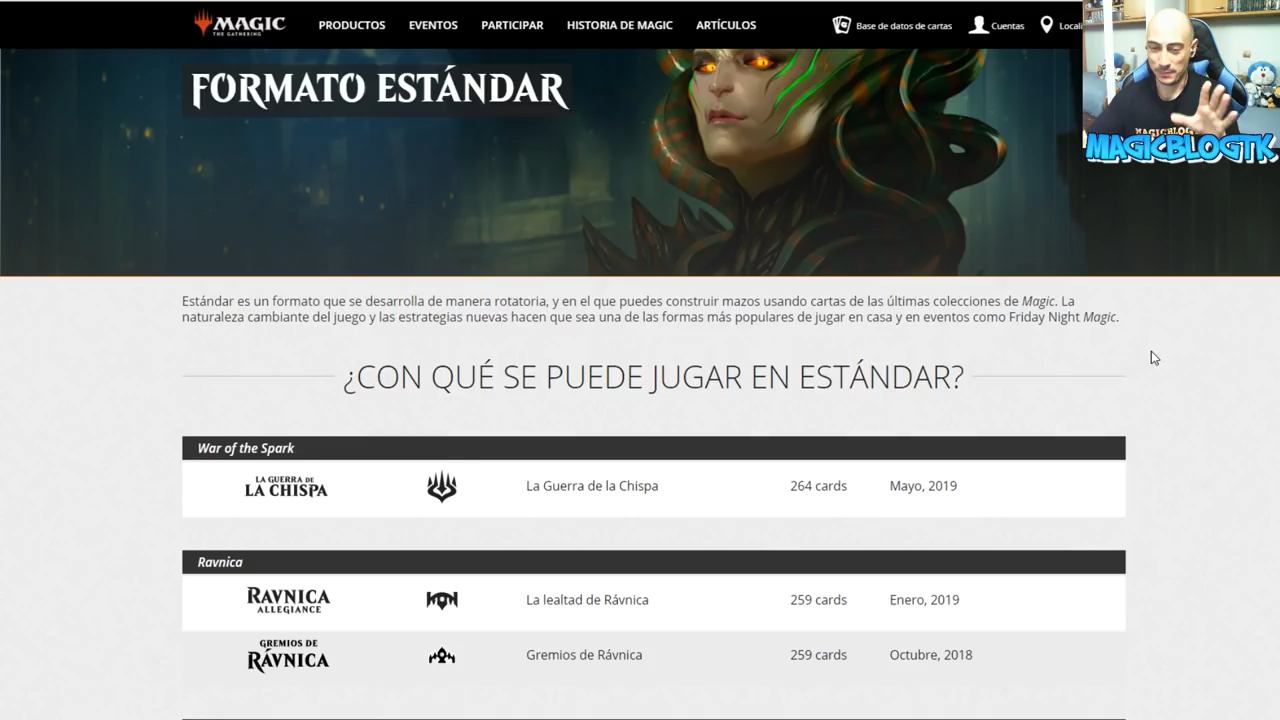 MAGIC
THE GATHERING
PRODUCTOS
EVENTOS
PARTICIPAR
HISTORIA DE MAGIC
ARTÍCULOS
Base de datos de cartas
Cuentas
FORMATO ESTÁNDAR
MAGICBLOGTK
Estándar es un formato que se desarrolla de manera rotatoria, y en el que puedes construir mazos usando cartas de las últimas colecciones de Magic. La
naturaleza cambiante del juego y las estrategias nuevas hacen que sea una de las formas más populares de jugar en casa y en eventos como Friday Night Magic.
¿CON QUÉ SE PUEDE JUGAR EN ESTÁNDAR?
War of the Spark
LA GUERRA DE
LA CHISPA
La Guerra de la Chispa
264 cards
Mayo, 2019
Ravnica
RAVNICA
ALLEGIANCE
La lealtad de Rávnica
259 cards
Enero, 2019
GREMIOS DE
RÁVNICA
Gremios de Rávnica
259 cards
Octubre, 2018